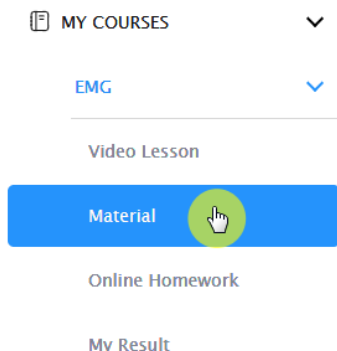 MY COURSES
EMG
Video Lesson
Material
Online Homework
My Result